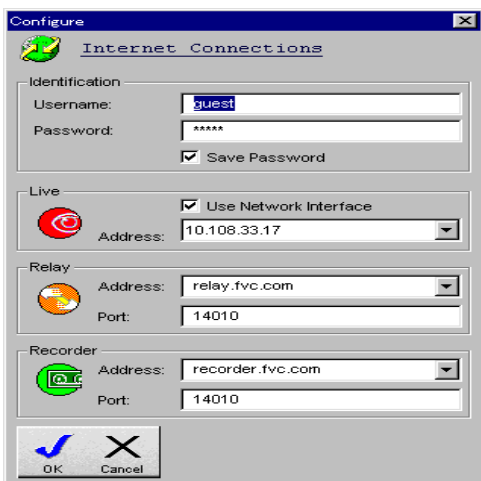 Configure
Internet Connections
Identification
Username: guest
Password: *****
Save Password
Live
Use Network Interface
Address: 10.108.33.17
Relay
Address: relay.fvc.com
Port: 14010
Recorder
Address: recorder.fvc.com
Port: 14010
OK Cancel